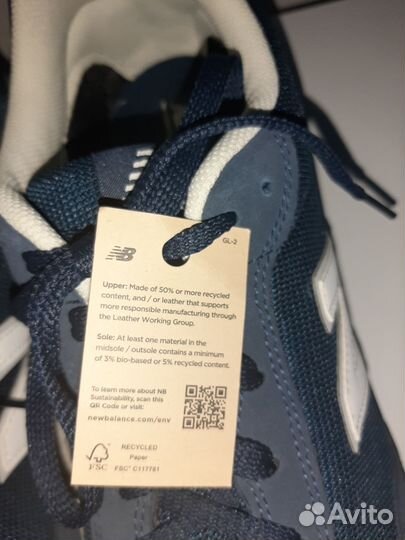 GL-2
NB
Upper: Made of 50% or more recycled
content, and / or leather that supports
more responsible manufacturing through
the Leather Working Group.
Sole: At least one material in the
midsole / outsole contains a minimum
of 3% bio-based or 5% recycled content.
To learn more about NB
Sustainability, scan this
QR Code or visit:
newbalance.com/env
FSC
RECYCLED
Paper
FSC® C117781
Avito